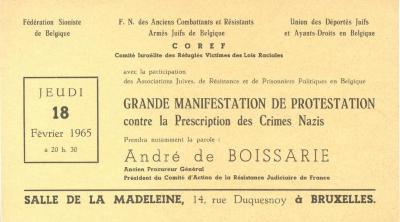 Fédération Sioniste
de Belgique
F. N. des Anciens Combattants et Résistants
Armés Juifs de Belgique
Union des Déportés Juifs
et Ayants-Droits en Belgique
COREF
Comité Israélite des Réfugiés Victimes des Lois Raciales
avec la participation
des Associations Juives, de Résistance et de Prisonniers Politiques en Belgique
JEUDI
18
Février 1965
à 20 h. 30
GRANDE MANIFESTATION DE PROTESTATION
contre la Prescription des Crimes Nazis
Prendra notamment la parole :
André de BOISSARIE
Ancien Procureur Général
Président du Comité d'Action de la Résistance Judiciaire de France
SALLE DE LA MADELEINE, 14, rue Duquesnoy à BRUXELLES.